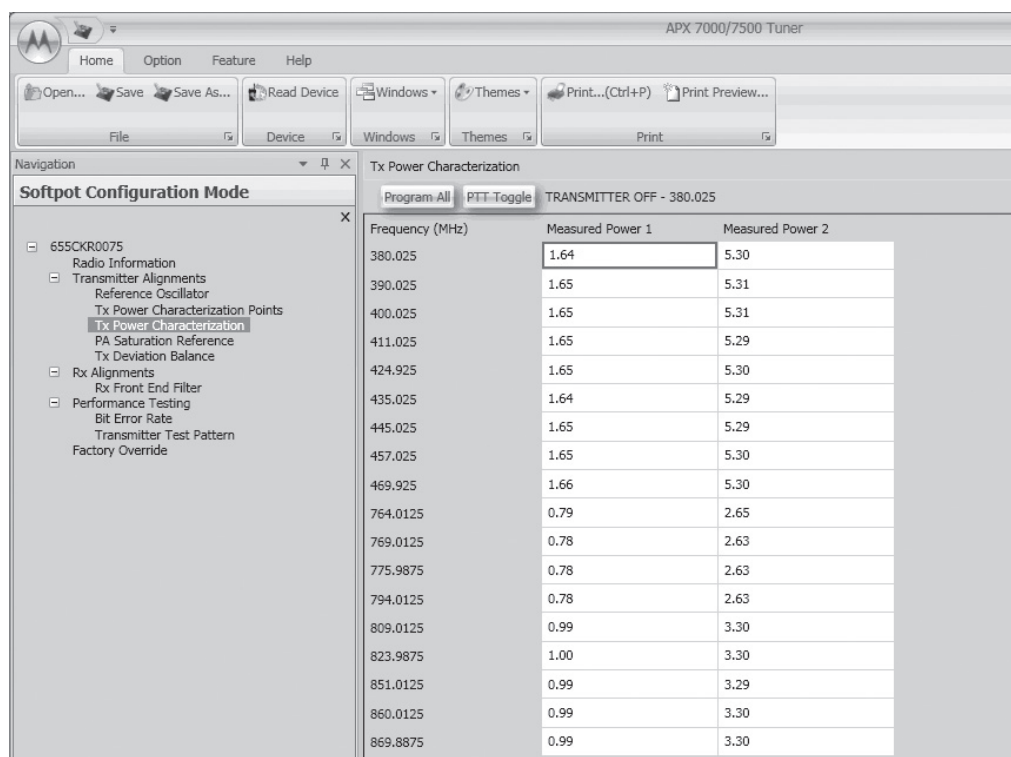 APX 7000/7500 Tuner
Home Option Feature Help
Open... Save Save As... Read Device Windows Themes Print...(Ctrl+P) Print Preview...
File Device Windows Themes Print
Navigation
Softpot Configuration Mode
655CKR0075
Radio Information
Transmitter Alignments
Reference Oscillator
Tx Power Characterization Points
Tx Power Characterization
PA Saturation Reference
Tx Deviation Balance
Rx Alignments
Rx Front End Filter
Performance Testing
Bit Error Rate
Transmitter Test Pattern
Factory Override
Tx Power Characterization
Program All PTT Toggle TRANSMITTER OFF - 380.025
Frequency (MHz) Measured Power 1 Measured Power 2
380.025 1.64 5.30
390.025 1.65 5.31
400.025 1.65 5.31
411.025 1.65 5.29
424.925 1.65 5.30
435.025 1.64 5.29
445.025 1.65 5.29
457.025 1.65 5.30
469.925 1.66 5.30
764.0125 0.79 2.65
769.0125 0.78 2.63
775.9875 0.78 2.63
794.0125 0.78 2.63
809.0125 0.99 3.30
823.9875 1.00 3.30
851.0125 0.99 3.29
860.0125 0.99 3.30
869.8875 0.99 3.30